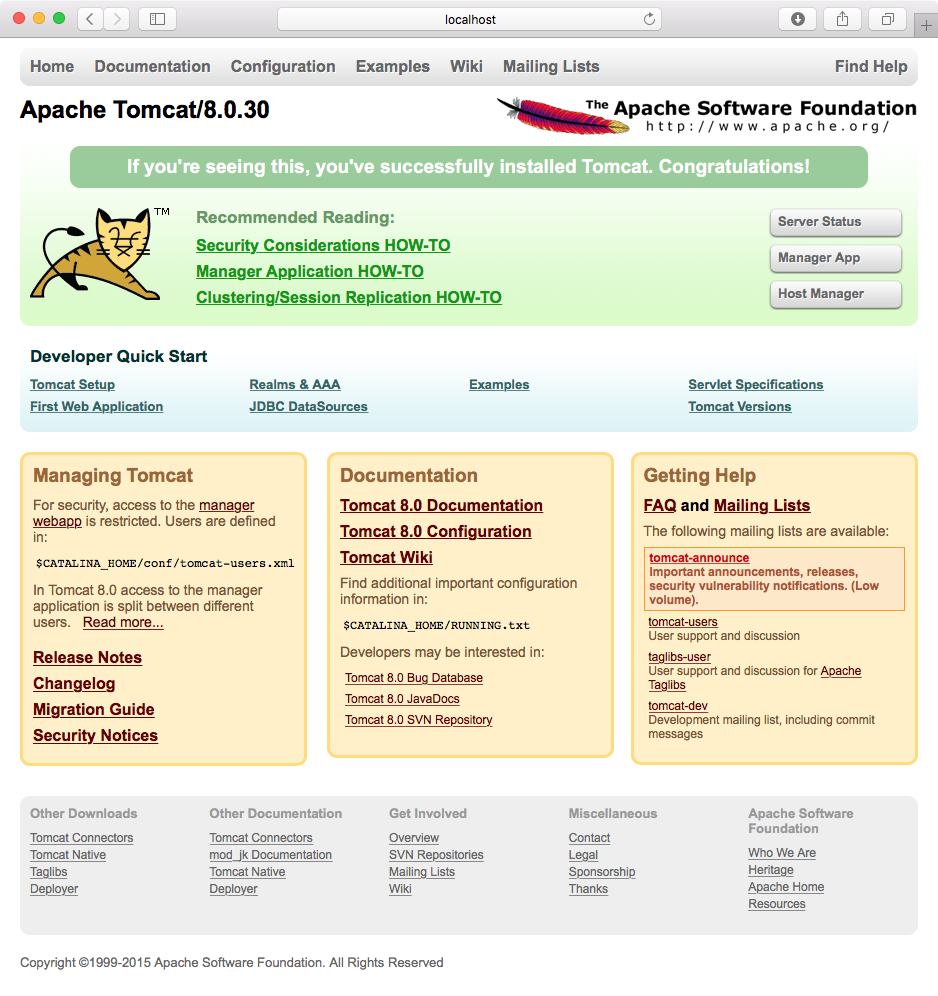 localhost
Home Documentation Configuration Examples Wiki Mailing Lists Find Help
Apache Tomcat/8.0.30
The Apache Software Foundation
http://www.apache.org/
If you're seeing this, you've successfully installed Tomcat. Congratulations!
TM
Recommended Reading:
Security Considerations HOW-TO
Manager Application HOW-TO
Clustering/Session Replication HOW-TO
Server Status
Manager App
Host Manager
Developer Quick Start
Tomcat Setup
First Web Application
Realms & AAA
JDBC DataSources
Examples
Servlet Specifications
Tomcat Versions
Managing Tomcat
For security, access to the manager
webapp is restricted. Users are defined
in:
$CATALINA_HOME/conf/tomcat-users.xml
In Tomcat 8.0 access to the manager
application is split between different
users. Read more...
Release Notes
Changelog
Migration Guide
Security Notices
Documentation
Tomcat 8.0 Documentation
Tomcat 8.0 Configuration
Tomcat Wiki
Find additional important configuration
information in:
$CATALINA_HOME/RUNNING.txt
Developers may be interested in:
Tomcat 8.0 Bug Database
Tomcat 8.0 JavaDocs
Tomcat 8.0 SVN Repository
Getting Help
FAQ and Mailing Lists
The following mailing lists are available:
tomcat-announce
Important announcements, releases,
security vulnerability notifications. (Low
volume).
tomcat-users
User support and discussion
taglibs-user
User support and discussion for Apache
Taglibs
tomcat-dev
Development mailing list, including commit
messages
Other Downloads
Tomcat Connectors
Tomcat Native
Taglibs
Deployer
Other Documentation
Tomcat Connectors
mod_jk Documentation
Tomcat Native
Deployer
Get Involved
Overview
SVN Repositories
Mailing Lists
Wiki
Miscellaneous
Contact
Legal
Sponsorship
Thanks
Apache Software
Foundation
Who We Are
Heritage
Apache Home
Resources
Copyright ©1999-2015 Apache Software Foundation. All Rights Reserved